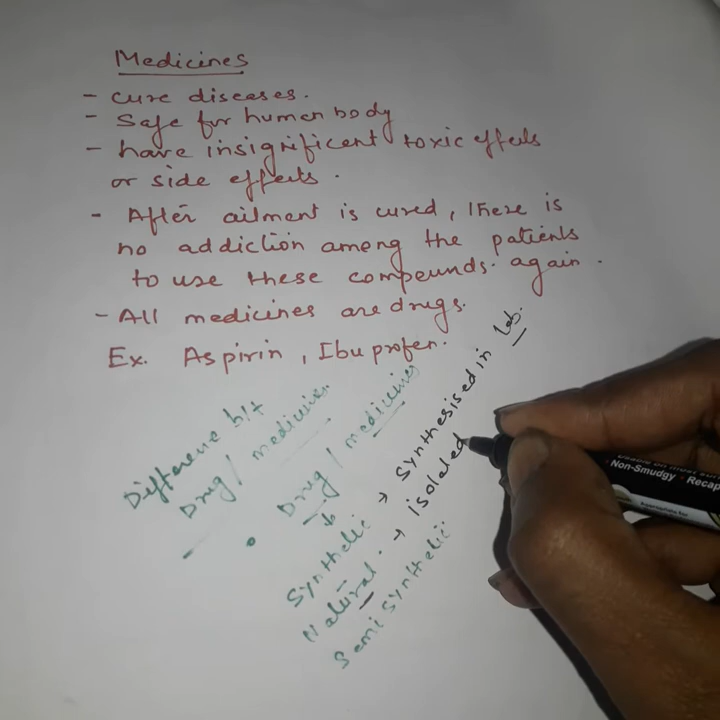 Medicines
- cure diseases.
- Safe for human body
- have insignificant toxic effects
or side effects.
- After ailment is cured, there is
no addiction among the patients
to use these compounds. again.
- All medicines are drugs.
Ex. Aspirin, Ibuprofen.
Difference b/t
Drug / medicines.
• Drug / medicines
Synthetic → synthesised in lab.
Natural. → isolated
Semi synthetic
Non-Smudgy · Recap